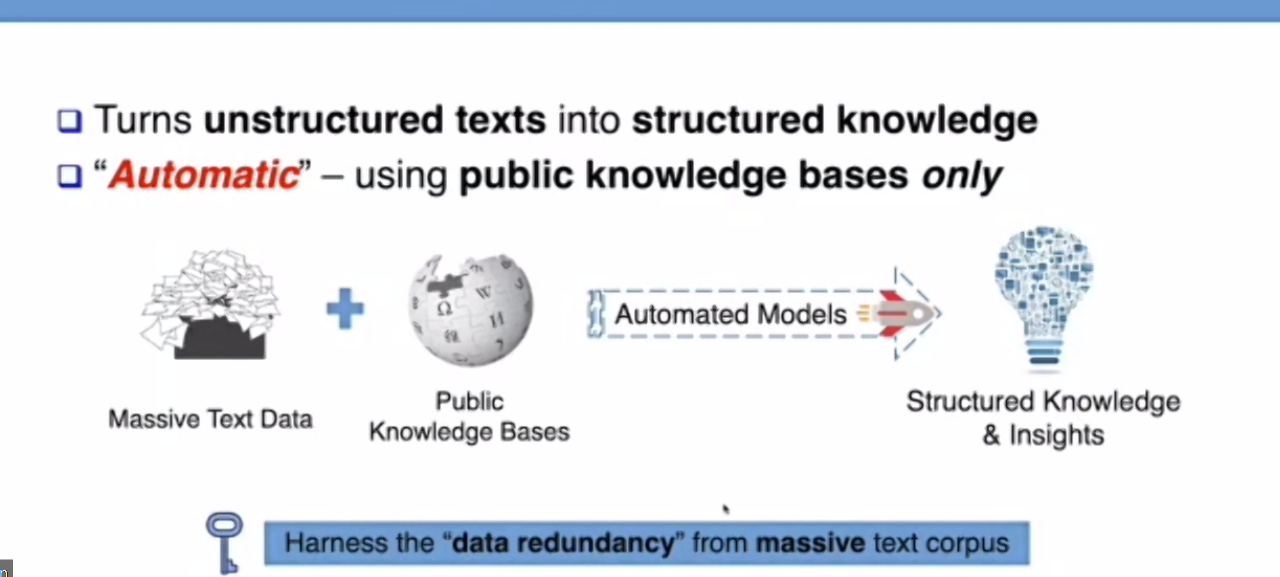 Turns unstructured texts into structured knowledge
“Automatic” – using public knowledge bases only
Automated Models
Massive Text Data
Public
Knowledge Bases
Structured Knowledge
& Insights
Harness the “data redundancy” from massive text corpus